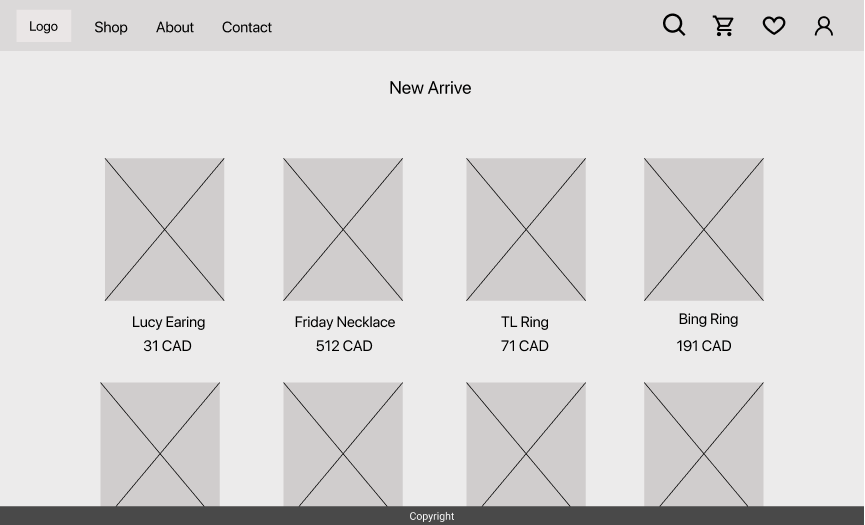 Logo Shop About Contact
New Arrive
Lucy Earing Friday Necklace TL Ring Bing Ring
31 CAD 512 CAD 71 CAD 191 CAD
Copyright